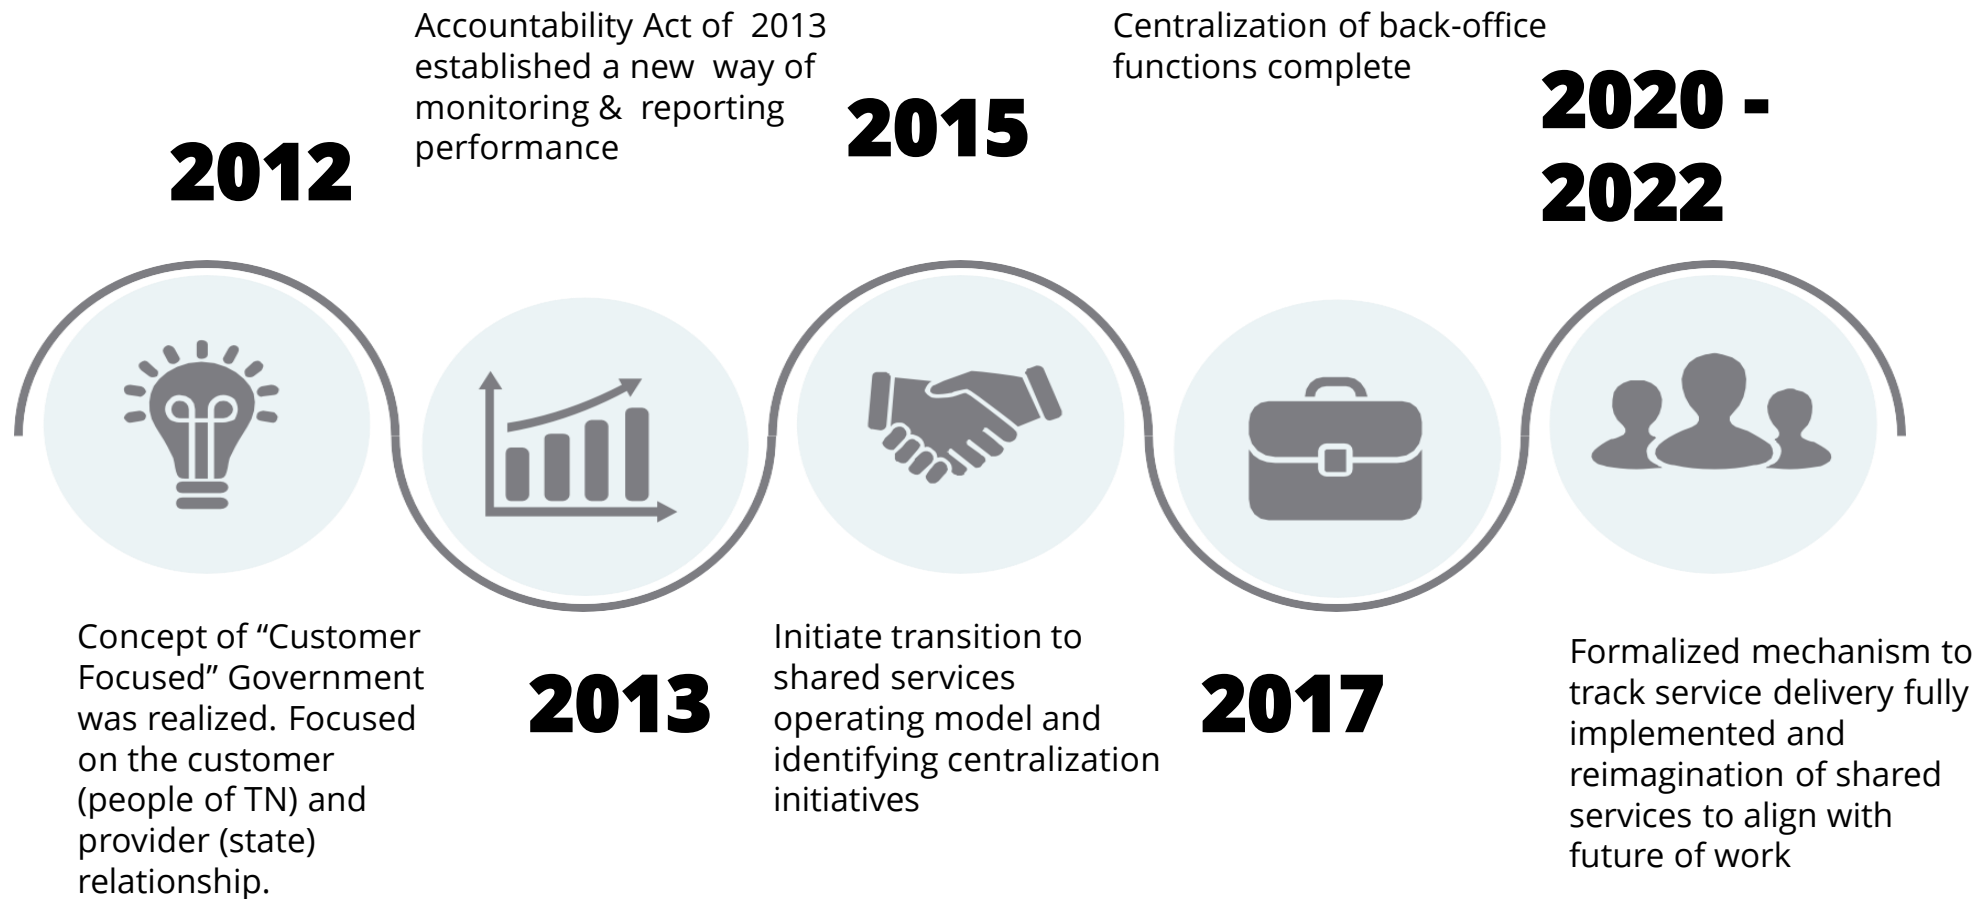 2012
Concept of “Customer
Focused” Government
was realized. Focused
on the customer
(people of TN) and
provider (state)
relationship.
Accountability Act of  2013
established a new  way of
monitoring &  reporting
performance
2013
2015
Initiate transition to
shared services
operating model and
identifying centralization
initiatives
Centralization of back-office
functions complete
2017
2020 -
2022
Formalized mechanism to
track service delivery fully
implemented and
reimagination of shared
services to align with
future of work